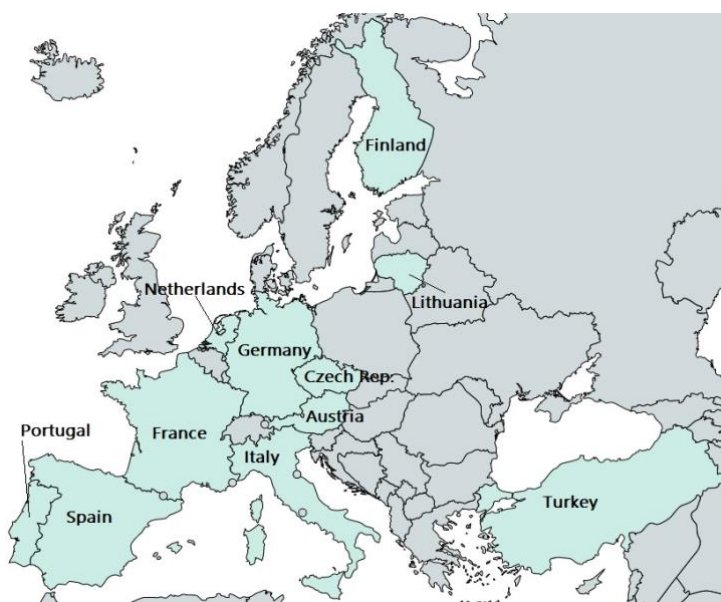 Finland
Netherlands
Lithuania
Germany
Czech Rep.
Austria
Portugal
France
Italy
Spain
Turkey